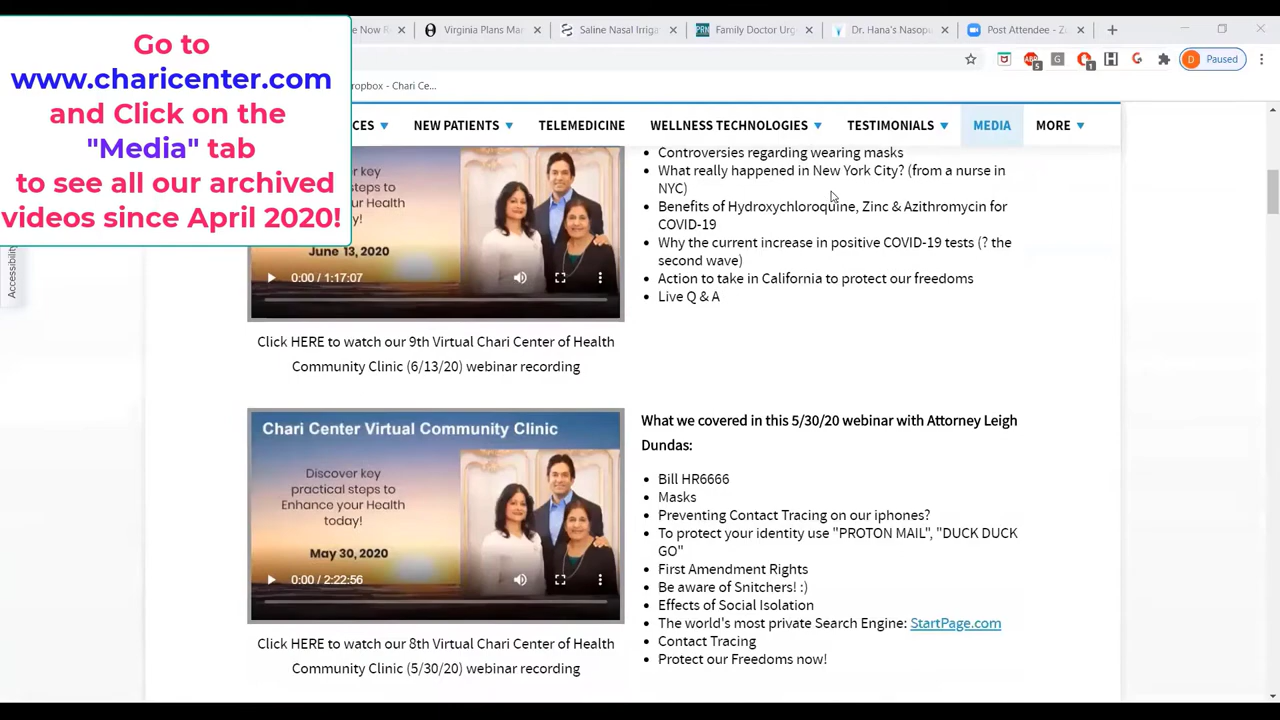 Go to
www.charicenter.com
and Click on the
"Media" tab
to see all our archived
videos since April 2020!
e Now R
Virginia Plans Man
Saline Nasal Irriga
Family Doctor Urg
Dr. Hana's Nasopu
Post Attendee - Zo
Paused
ropbox - Chari Ce...
CES
NEW PATIENTS
TELEMEDICINE
WELLNESS TECHNOLOGIES
TESTIMONIALS
MEDIA
MORE
Accessibility
key
steps to
your Health
!
June 13, 2020
0:00 / 1:17:07
Click HERE to watch our 9th Virtual Chari Center of Health
Community Clinic (6/13/20) webinar recording
Controversies regarding wearing masks
What really happened in New York City? (from a nurse in
NYC)
Benefits of Hydroxychloroquine, Zinc & Azithromycin for
COVID-19
Why the current increase in positive COVID-19 tests (? the
second wave)
Action to take in California to protect our freedoms
Live Q & A
Chari Center Virtual Community Clinic
Discover key
practical steps to
Enhance your Health
today!
May 30, 2020
0:00 / 2:22:56
Click HERE to watch our 8th Virtual Chari Center of Health
Community Clinic (5/30/20) webinar recording
What we covered in this 5/30/20 webinar with Attorney Leigh
Dundas:
Bill HR6666
Masks
Preventing Contact Tracing on our iphones?
To protect your identity use "PROTON MAIL", "DUCK DUCK
GO"
First Amendment Rights
Be aware of Snitchers! :)
Effects of Social Isolation
The world's most private Search Engine: StartPage.com
Contact Tracing
Protect our Freedoms now!